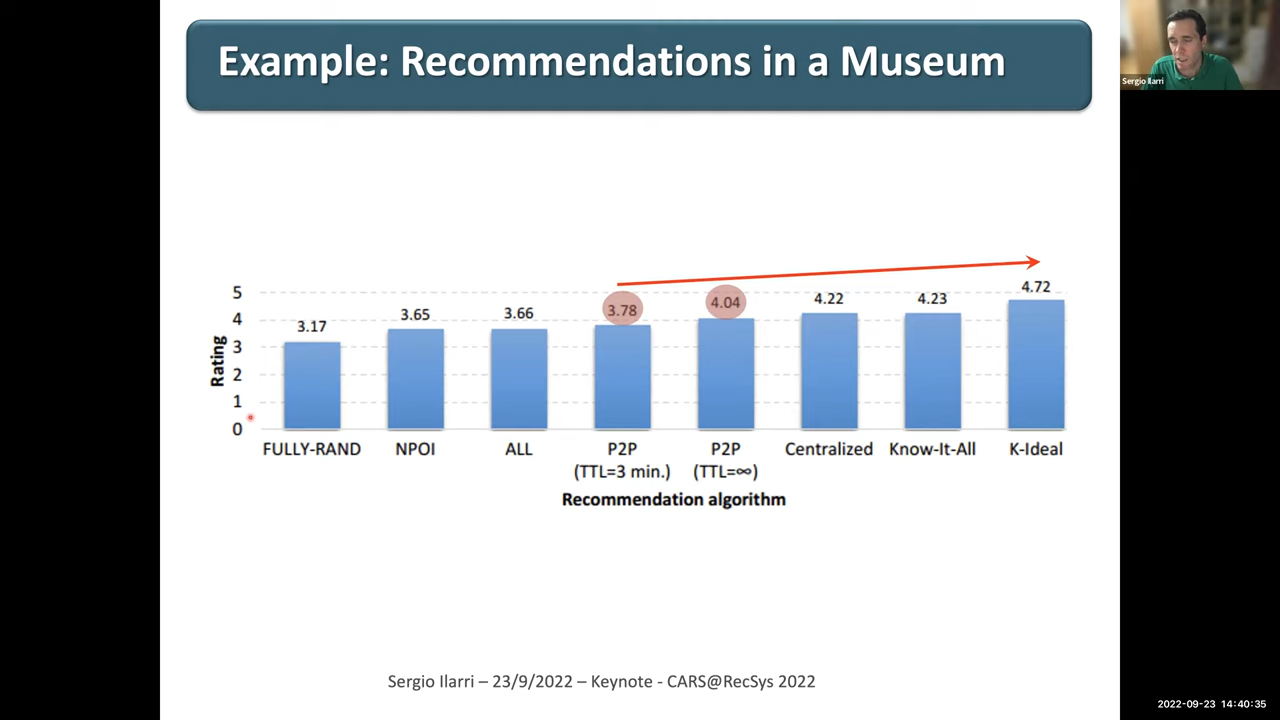 Example: Recommendations in a Museum
Sergio Ilarri
5
4
3
2
1
0
Rating
3.17
3.65
3.66
3.78
4.04
4.22
4.23
4.72
FULLY-RAND
NPOI
ALL
P2P
(TTL=3 min.)
P2P
(TTL=∞)
Centralized
Know-It-All
K-Ideal
Recommendation algorithm
Sergio Ilarri – 23/9/2022 – Keynote - CARS@RecSys 2022
2022-09-23 14:40:35